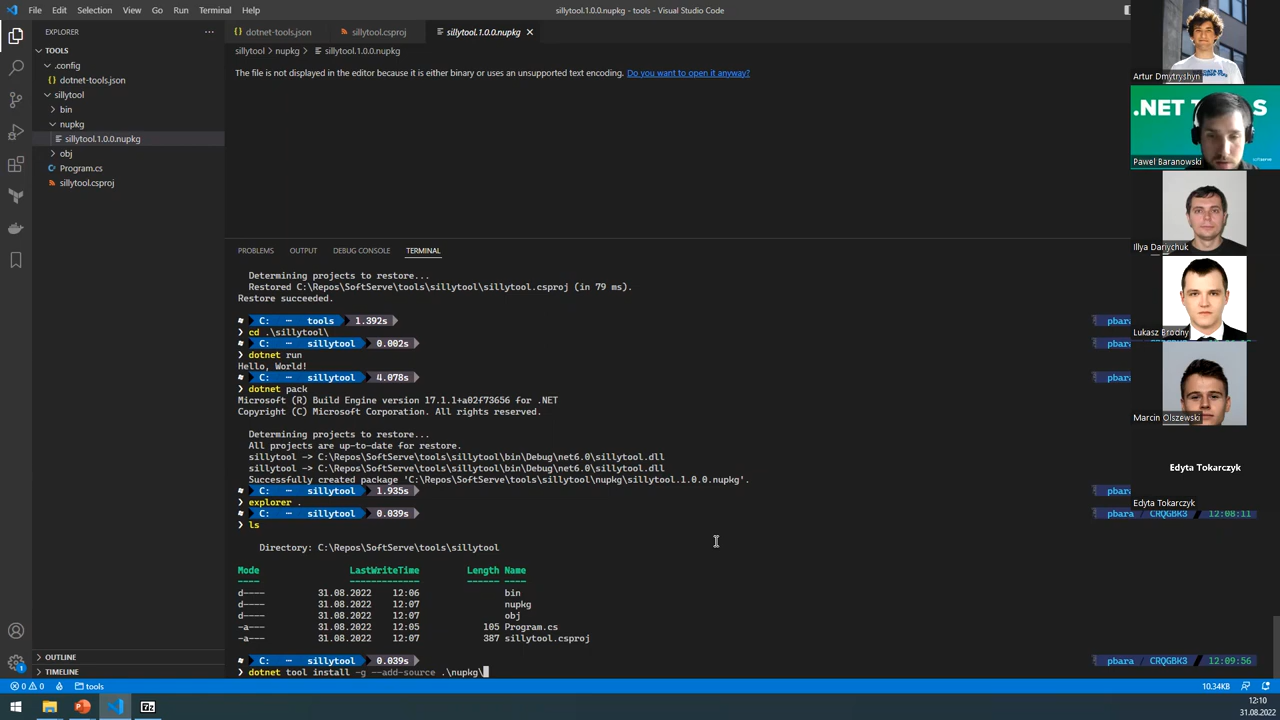 File Edit Selection View Go Run Terminal Help
sillytool.1.0.0.nupkg - tools - Visual Studio Code
EXPLORER
TOOLS
.config
dotnet-tools.json
sillytool
bin
nupkg
sillytool.1.0.0.nupkg
obj
Program.cs
sillytool.csproj
OUTLINE
TIMELINE
dotnet-tools.json sillytool.csproj sillytool.1.0.0.nupkg
sillytool > nupkg > sillytool.1.0.0.nupkg
The file is not displayed in the editor because it is either binary or uses an unsupported text encoding. Do you want to open it anyway?
PROBLEMS OUTPUT DEBUG CONSOLE TERMINAL
Determining projects to restore...
Restored C:\Repos\SoftServe\tools\sillytool\sillytool.csproj (in 79 ms).
Restore succeeded.
C: tools 1.392s pbara
❯ cd .\sillytool\
C: sillytool 0.002s pbara
❯ dotnet run
Hello, World!
C: sillytool 4.078s pbara
❯ dotnet pack
Microsoft (R) Build Engine version 17.1.1+a02f73656 for .NET
Copyright (C) Microsoft Corporation. All rights reserved.
Determining projects to restore...
All projects are up-to-date for restore.
sillytool -> C:\Repos\SoftServe\tools\sillytool\bin\Debug\net6.0\sillytool.dll
sillytool -> C:\Repos\SoftServe\tools\sillytool\bin\Debug\net6.0\sillytool.dll
Successfully created package 'C:\Repos\SoftServe\tools\sillytool\nupkg\sillytool.1.0.0.nupkg'.
C: sillytool 1.935s pbara
❯ explorer .
C: sillytool 0.039s pbara CRQGBK3 12:08:11
❯ ls
Directory: C:\Repos\SoftServe\tools\sillytool
Mode LastWriteTime Length Name
---- ------------- ------ ----
d---- 31.08.2022 12:06 bin
d---- 31.08.2022 12:07 nupkg
d---- 31.08.2022 12:07 obj
-a--- 31.08.2022 12:05 105 Program.cs
-a--- 31.08.2022 12:07 387 sillytool.csproj
C: sillytool 0.039s pbara CRQGBK3 12:09:56
❯ dotnet tool install -g --add-source .\nupkg\
0 0 tools
10.34KB
Artur Dmytryshyn
.NET T LS
Pawel Baranowski
Illya Danychuk
Lukasz Brodny
Marcin Olszewski
Edyta Tokarczyk
Edyta Tokarczyk
12:10
31.08.2022